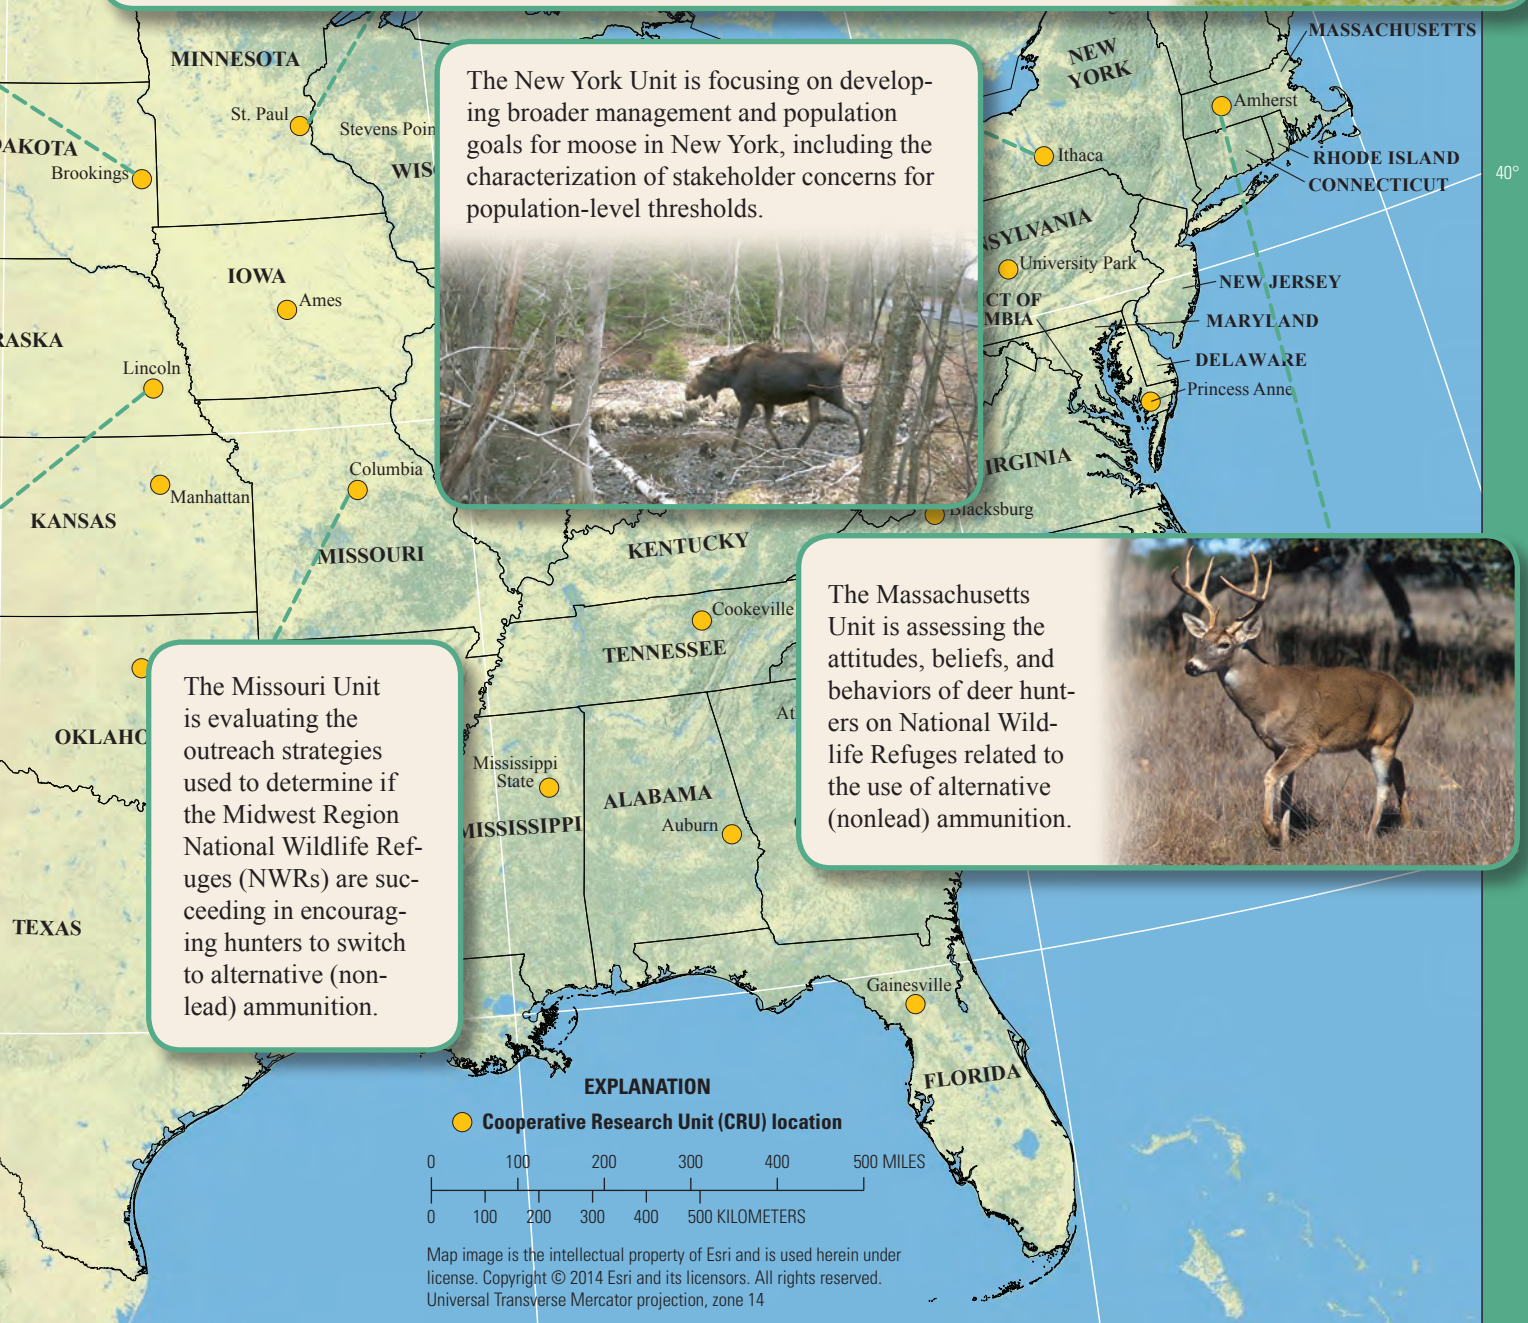 MASSACHUSETTS
MINNESOTA
NEW
YORK
St. Paul
Stevens Poin
Amherst
AKOTA
Brookings
WIS
Ithaca
RHODE ISLAND
CONNECTICUT
40°
The New York Unit is focusing on develop-
ing broader management and population
goals for moose in New York, including the
characterization of stakeholder concerns for
population-level thresholds.
NSYLVANIA
University Park
IOWA
Ames
NEW JERSEY
CT OF
MBIA
MARYLAND
RASKA
DELAWARE
Lincoln
Princess Anne
Columbia
IRGINIA
Manhattan
Blacksburg
KANSAS
MISSOURI
KENTUCKY
Cookeville
TENNESSEE
The Massachusetts
Unit is assessing the
attitudes, beliefs, and
behaviors of deer hunt-
ers on National Wild-
life Refuges related to
the use of alternative
(nonlead) ammunition.
The Missouri Unit
is evaluating the
outreach strategies
used to determine if
the Midwest Region
National Wildlife Ref-
uges (NWRs) are suc-
ceeding in encourag-
ing hunters to switch
to alternative (non-
lead) ammunition.
OKLAHO
At
Mississippi
State
ALABAMA
MISSISSIPPI
Auburn
TEXAS
Gainesville
FLORIDA
EXPLANATION
Cooperative Research Unit (CRU) location
0 100 200 300 400 500 MILES
0 100 200 300 400 500 KILOMETERS
Map image is the intellectual property of Esri and is used herein under
license. Copyright © 2014 Esri and its licensors. All rights reserved.
Universal Transverse Mercator projection, zone 14